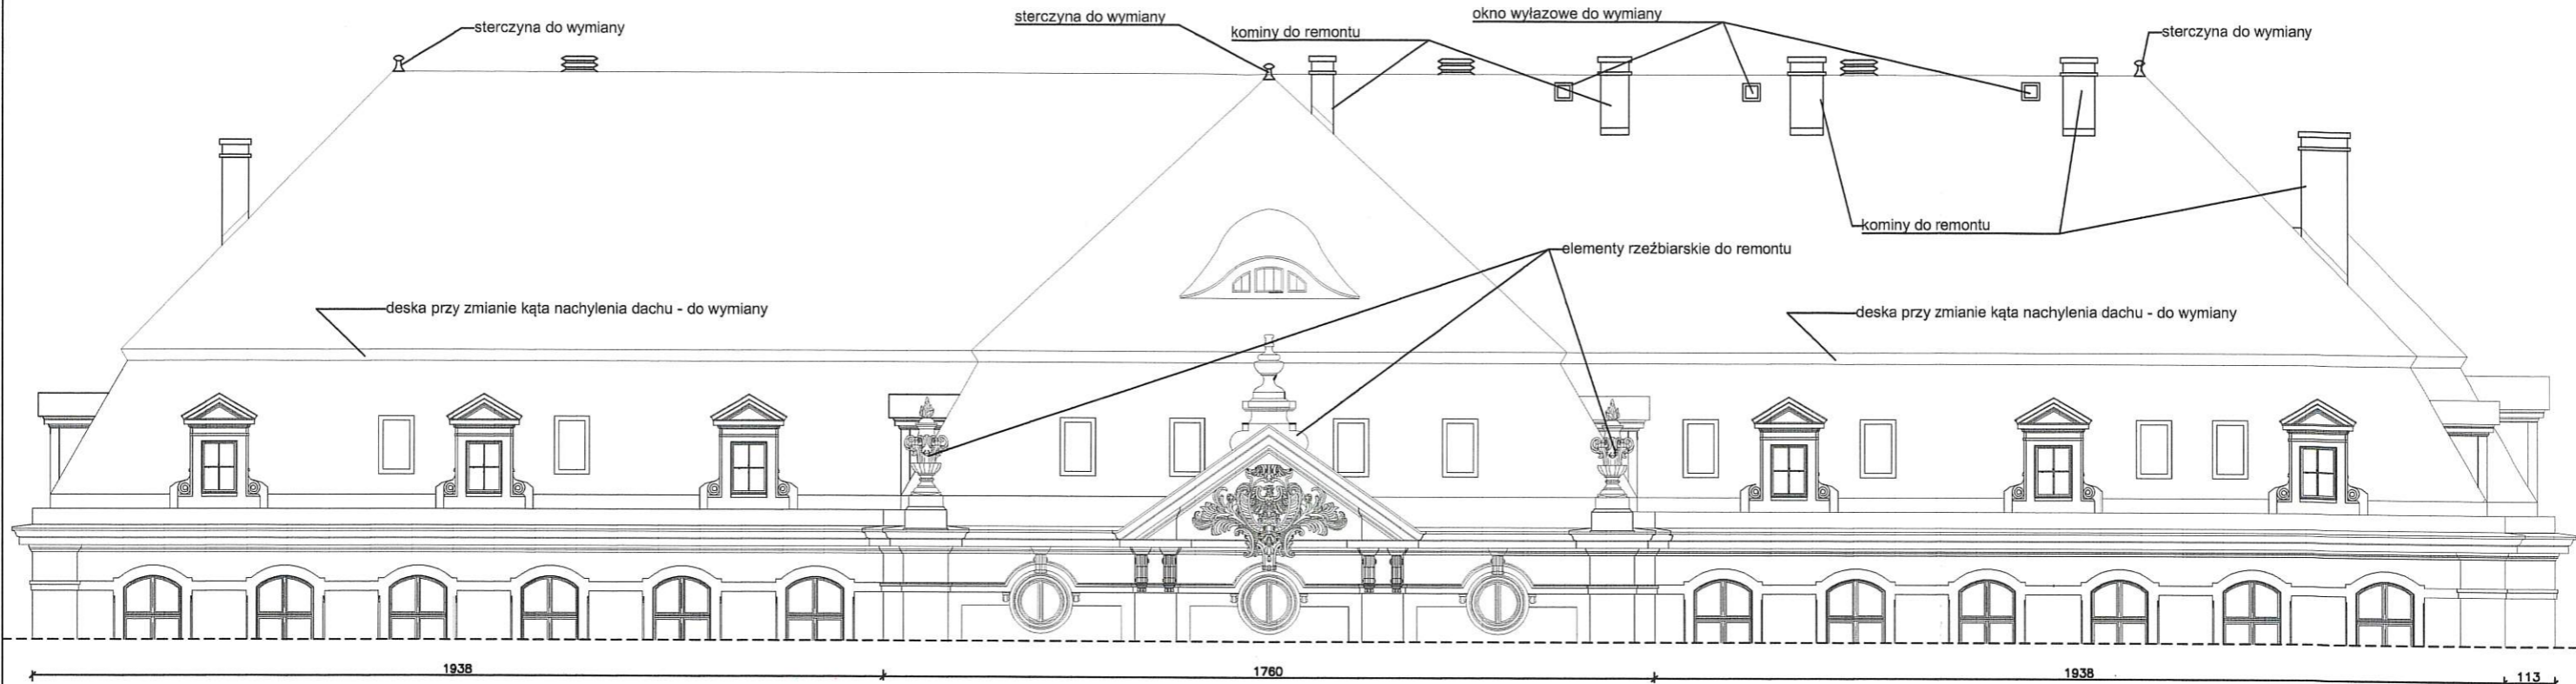 sterczyna do wymiany
sterczyna do wymiany
kominy do remontu
okno wyłazowe do wymiany
sterczyna do wymiany
kominy do remontu
elementy rzeźbiarskie do remontu
deska przy zmianie kąta nachylenia dachu - do wymiany
deska przy zmianie kąta nachylenia dachu - do wymiany
1938
1760
1938
113